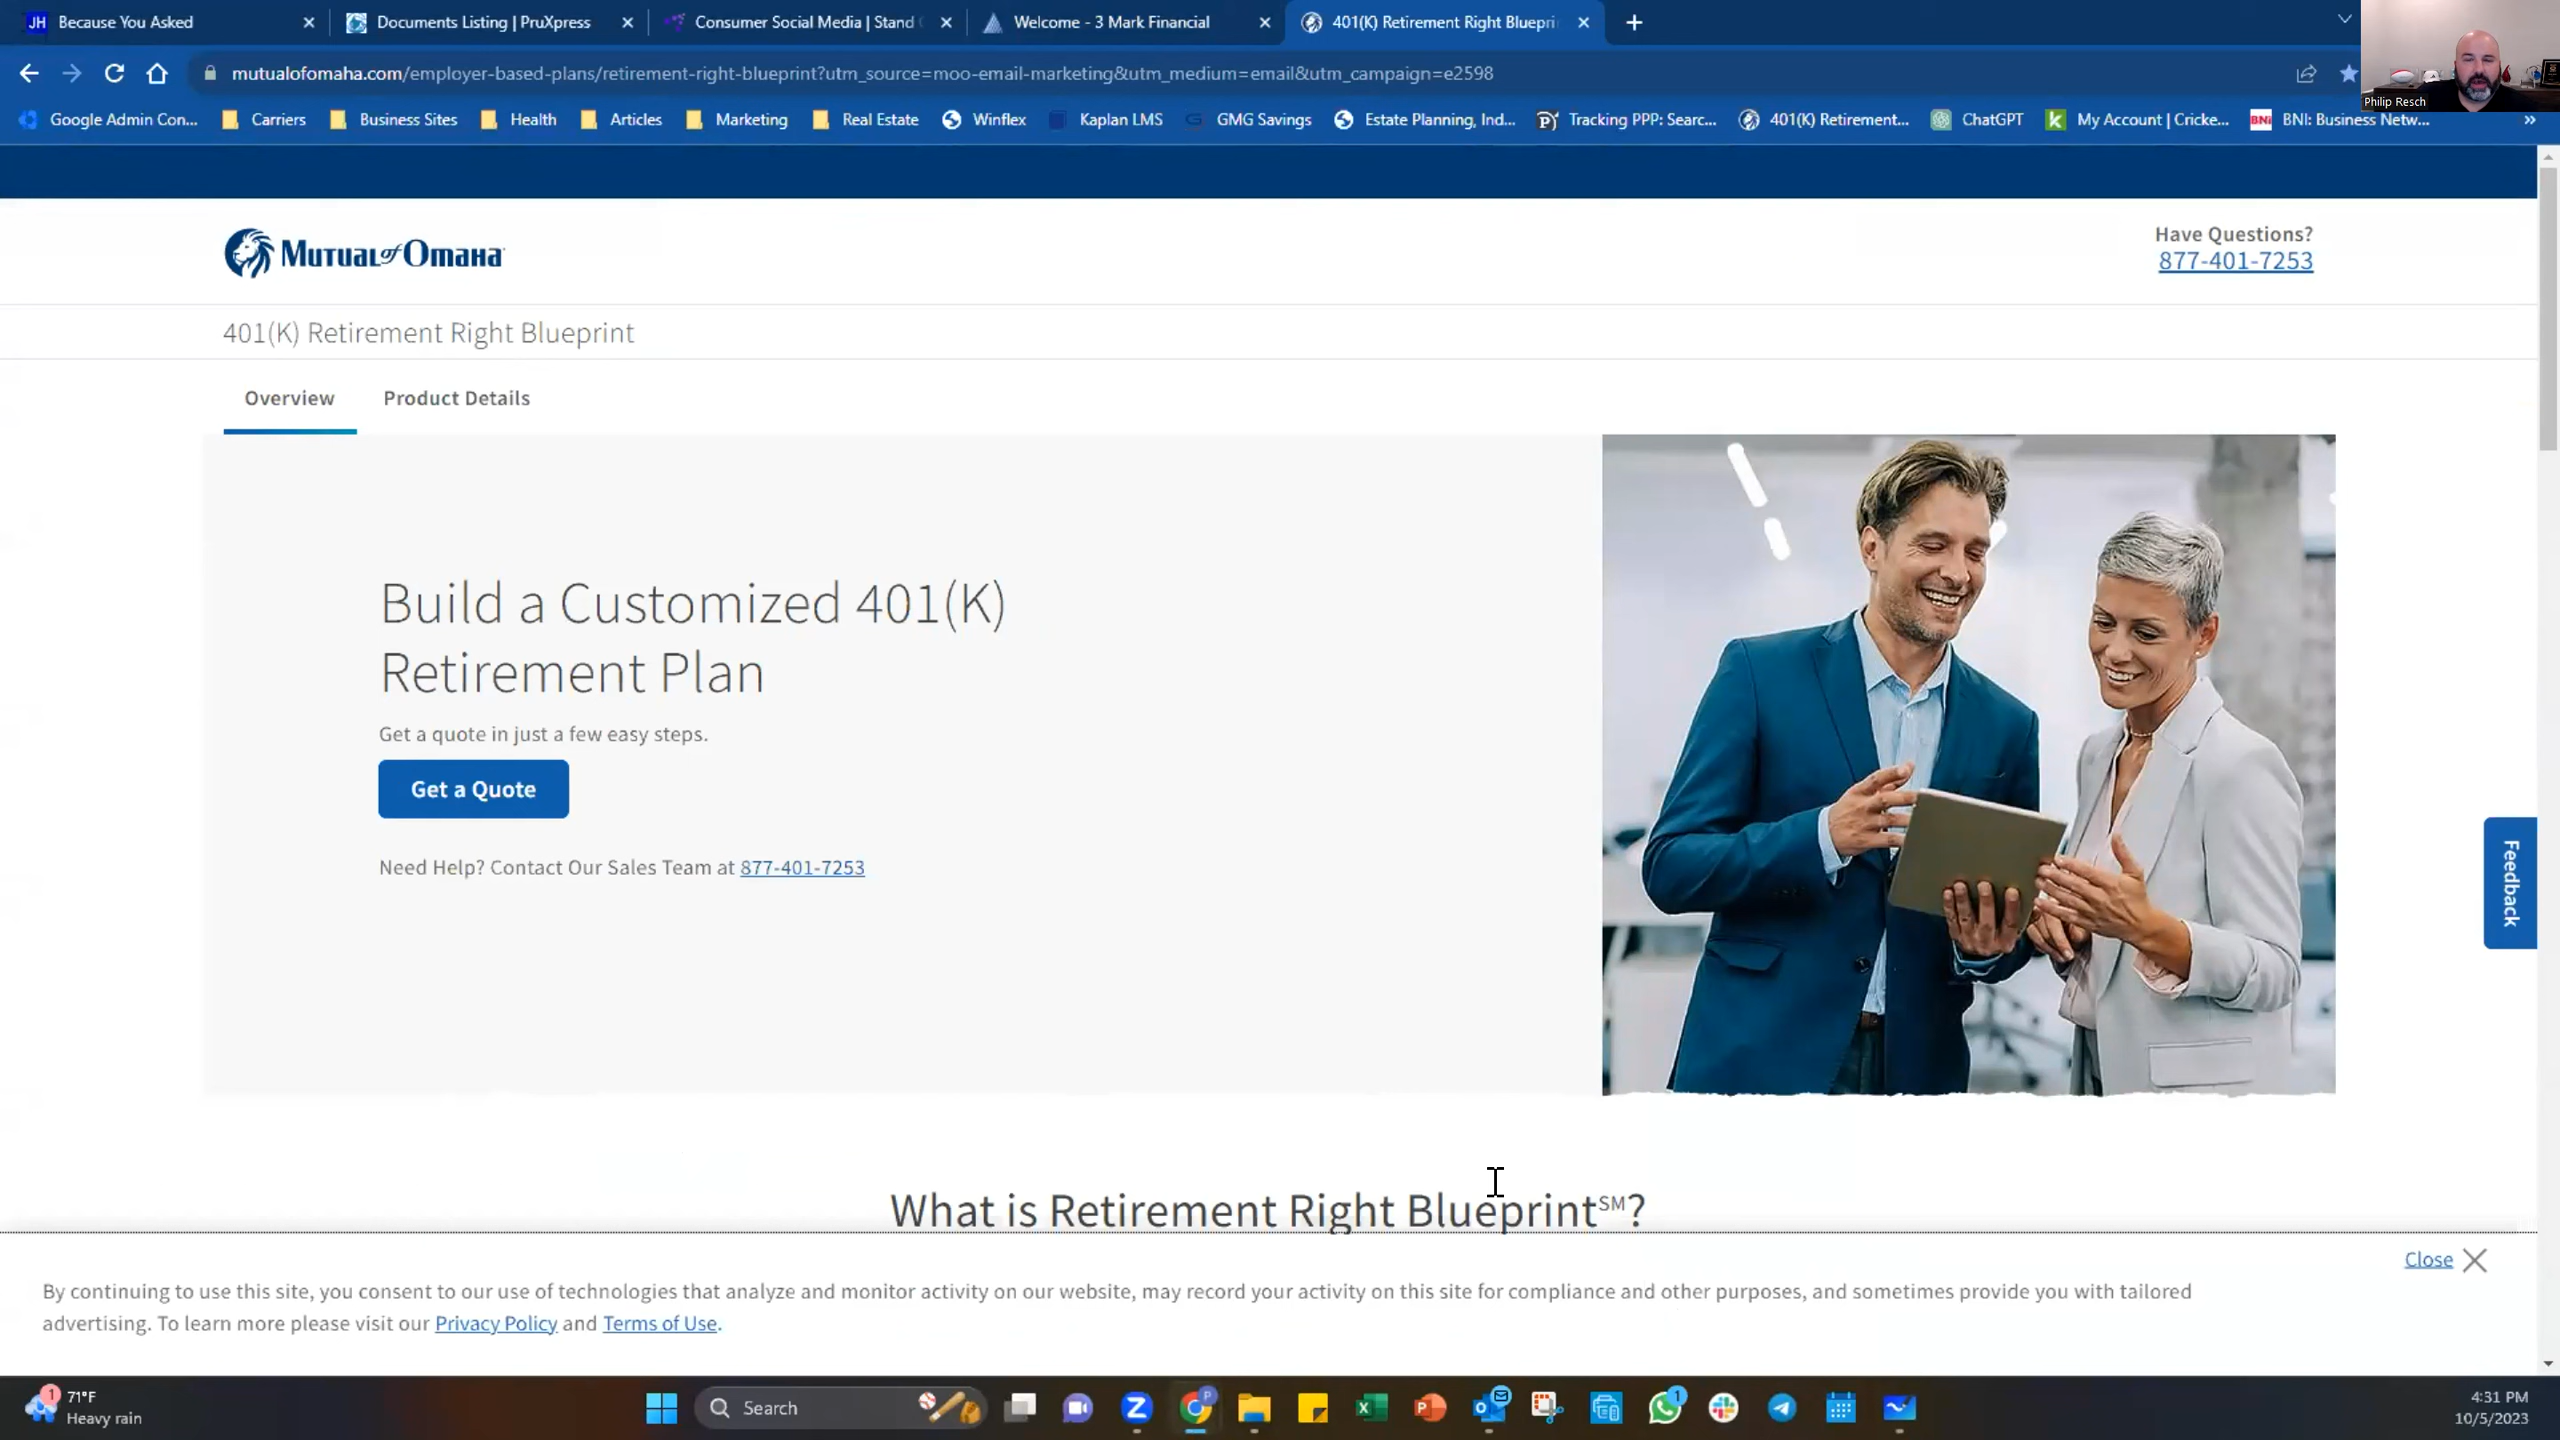 JH Because You Asked
Documents Listing | PruXpress
Consumer Social Media | Stand
Welcome - 3 Mark Financial
401(K) Retirement Right Bluepri
mutualofomaha.com/employer-based-plans/retirement-right-blueprint?utm_source=moo-email-marketing&utm_medium=email&utm_campaign=e2598
Philip Resch
Google Admin Con...
Carriers
Business Sites
Health
Articles
Marketing
Real Estate
Winflex
Kaplan LMS
GMG Savings
Estate Planning, Ind...
Tracking PPP: Searc...
401(K) Retirement...
ChatGPT
My Account | Cricke...
BNI BNI: Business Netw...
Mutual of Omaha
Have Questions?
877-401-7253
401(K) Retirement Right Blueprint
Overview
Product Details
Build a Customized 401(K)
Retirement Plan
Get a quote in just a few easy steps.
Get a Quote
Need Help? Contact Our Sales Team at 877-401-7253
Feedback
What is Retirement Right Blueprint℠?
Close
By continuing to use this site, you consent to our use of technologies that analyze and monitor activity on our website, may record your activity on this site for compliance and other purposes, and sometimes provide you with tailored
advertising. To learn more please visit our Privacy Policy and Terms of Use.
1
71°F
Heavy rain
Search
1
4:31 PM
10/5/2023